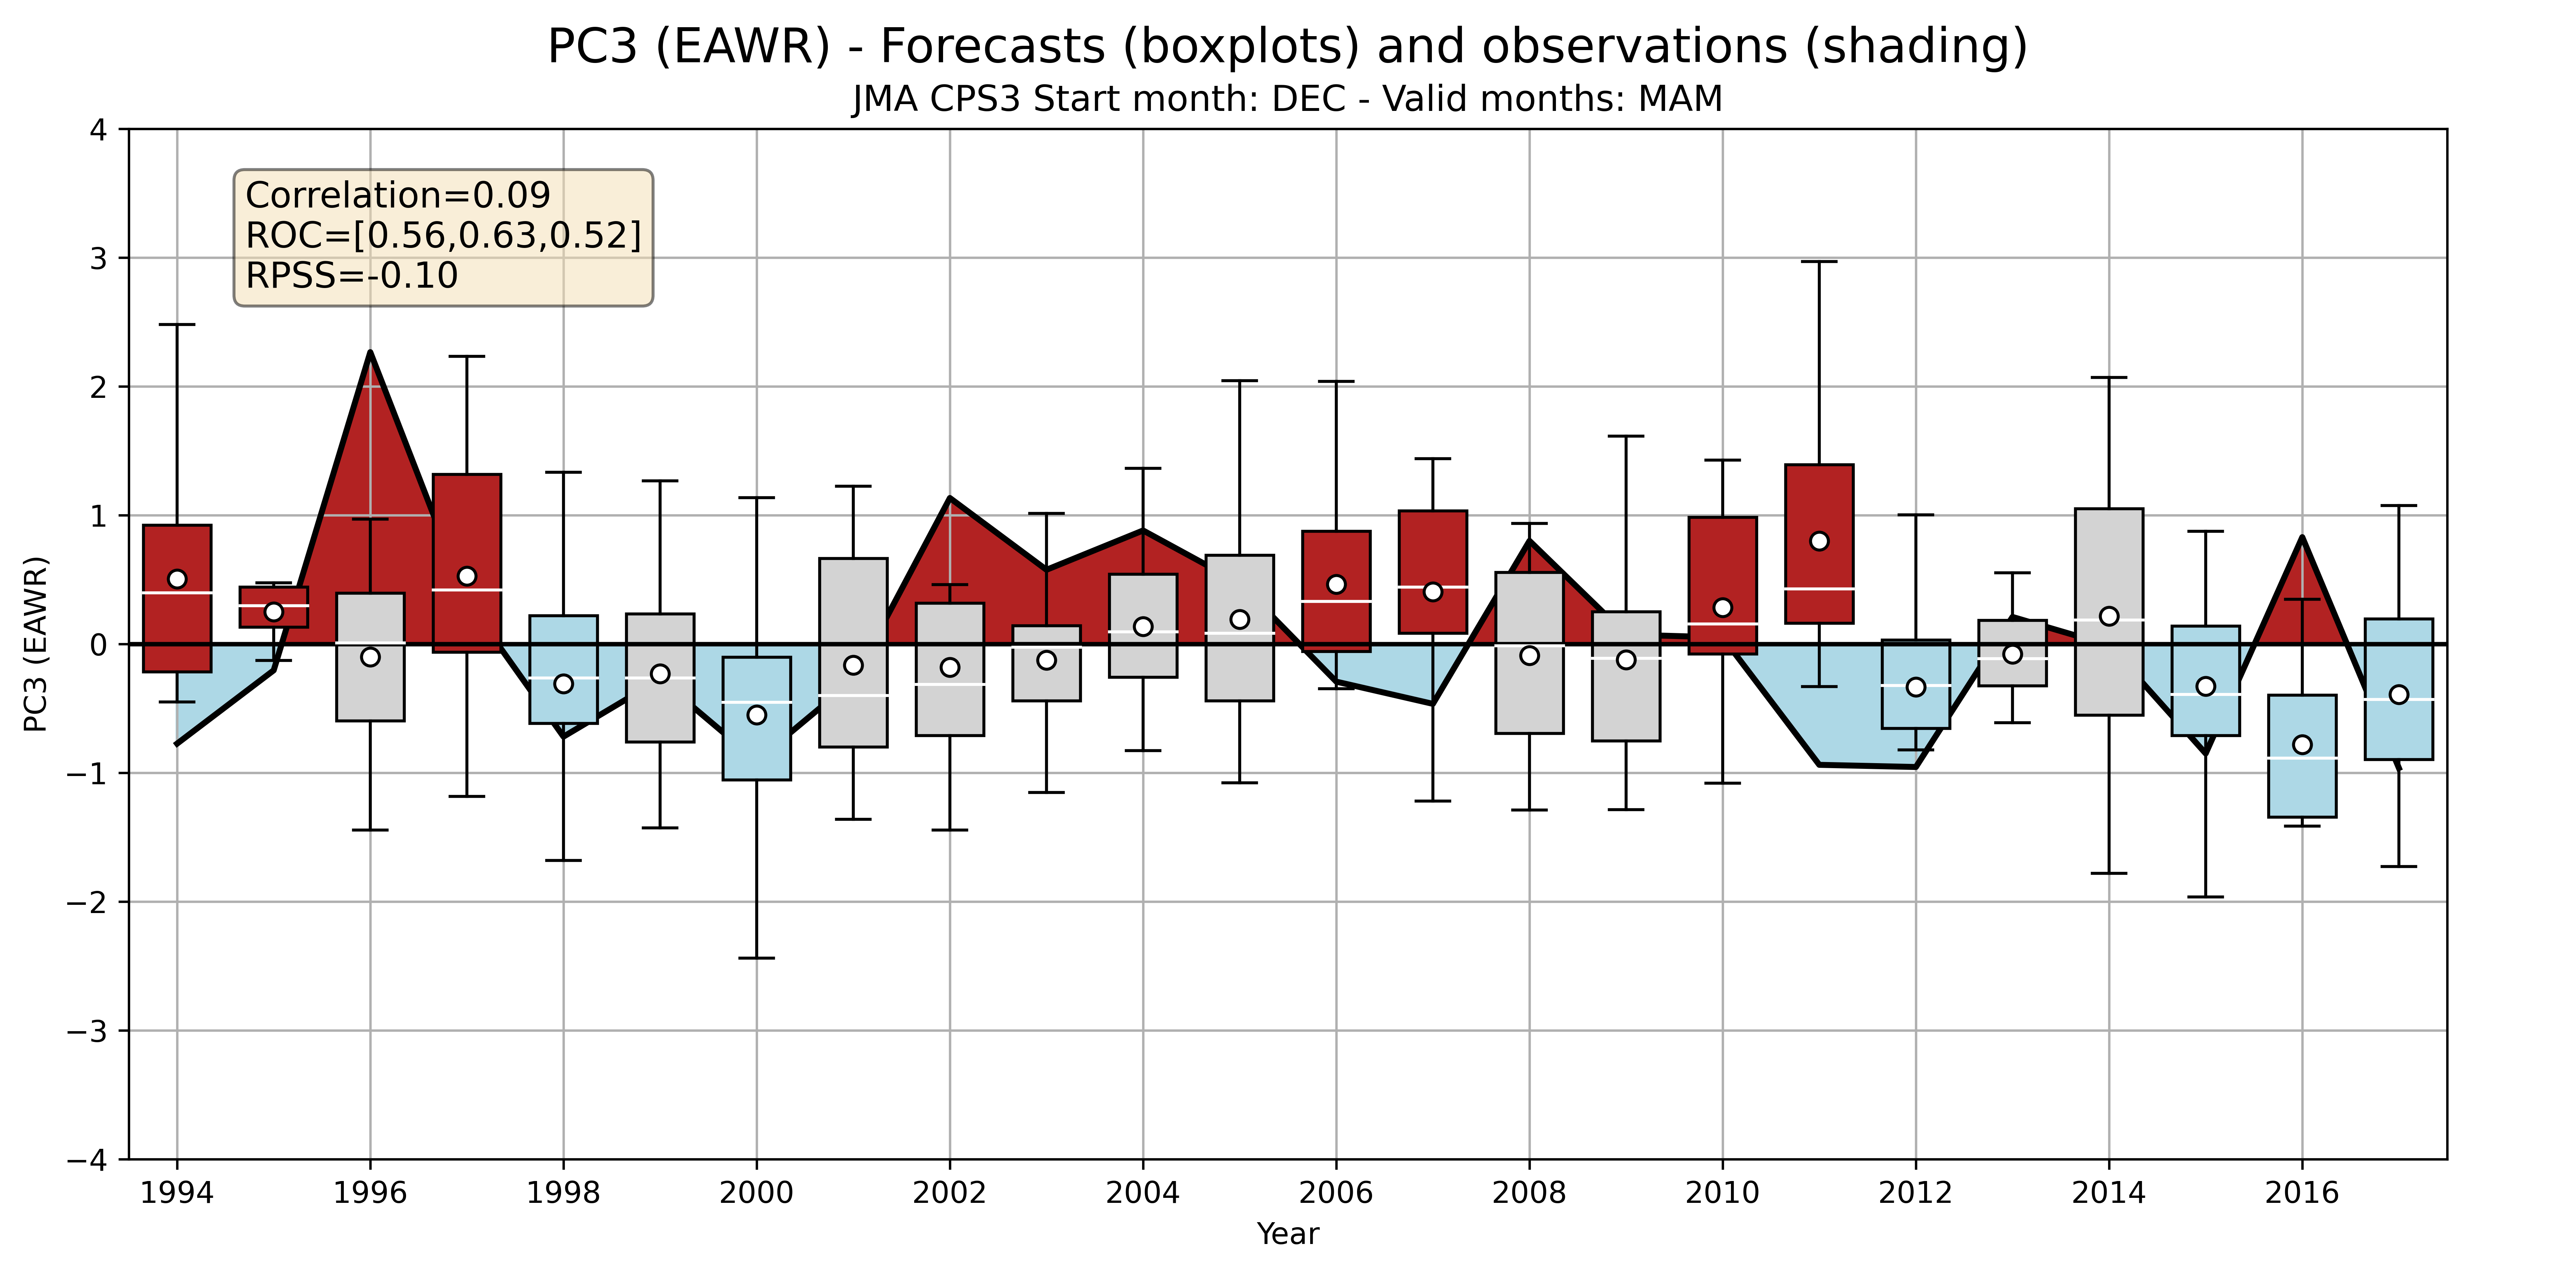 PC3 (EAWR) - Forecasts (boxplots) and observations (shading)
JMA CPS3 Start month: DEC - Valid months: MAM
Correlation=0.09
ROC=[0.56,0.63,0.52]
RPSS=-0.10
PC3 (EAWR)
4
3
2
1
0
−1
−2
−3
−4
1994 1996 1998 2000 2002 2004 2006 2008 2010 2012 2014 2016
Year